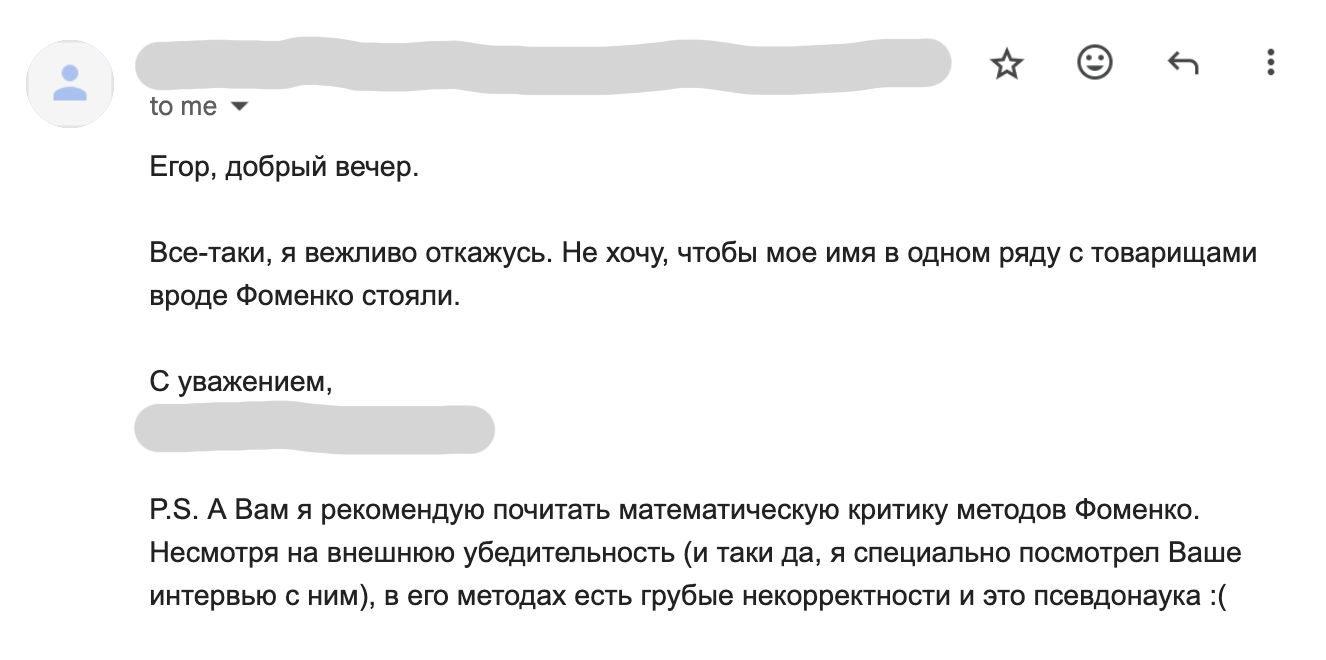 to me
Егор, добрый вечер.
Все-таки, я вежливо откажусь. Не хочу, чтобы мое имя в одном ряду с товарищами
вроде Фоменко стояли.
С уважением,
P.S. А Вам я рекомендую почитать математическую критику методов Фоменко.
Несмотря на внешнюю убедительность (и таки да, я специально посмотрел Ваше
интервью с ним), в его методах есть грубые некорректности и это псевдонаука :(